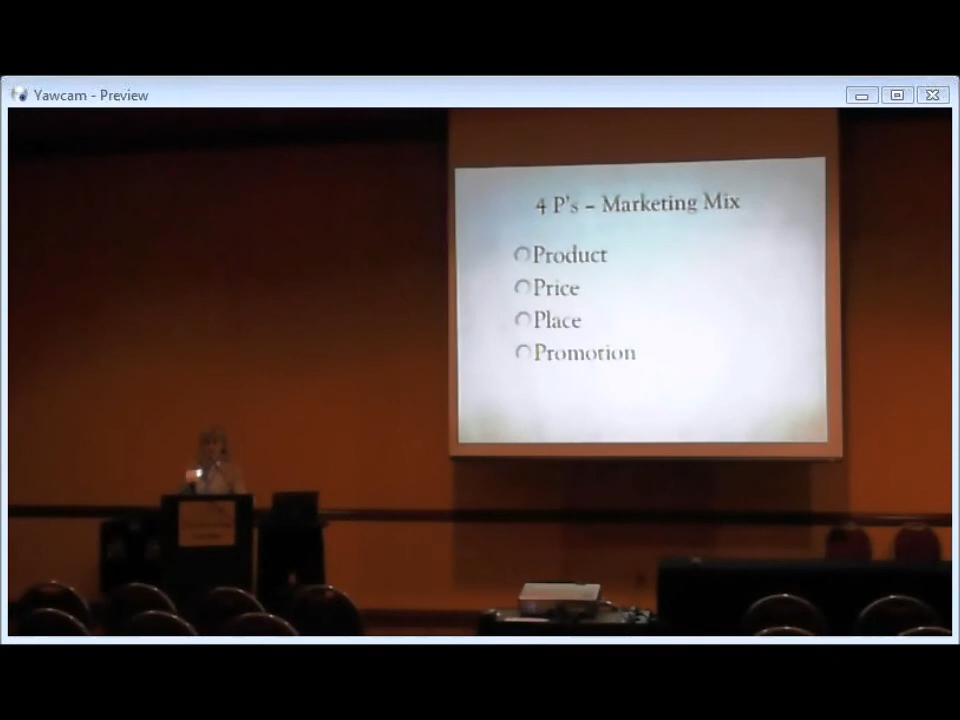 Yawcam - Preview
4 P's – Marketing Mix
Product
Price
Place
Promotion